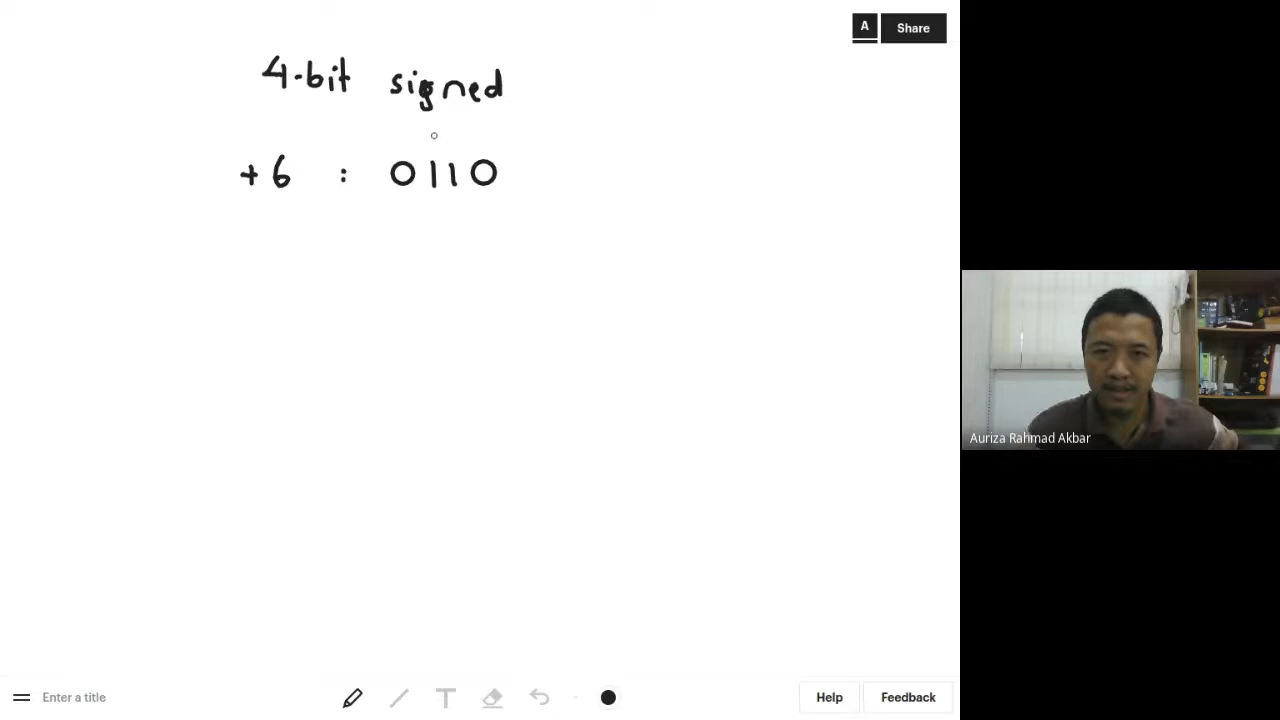 A Share
4-bit signed
+6 : 0110
Auriza Rahmad Akbar
Enter a title
T
Help Feedback